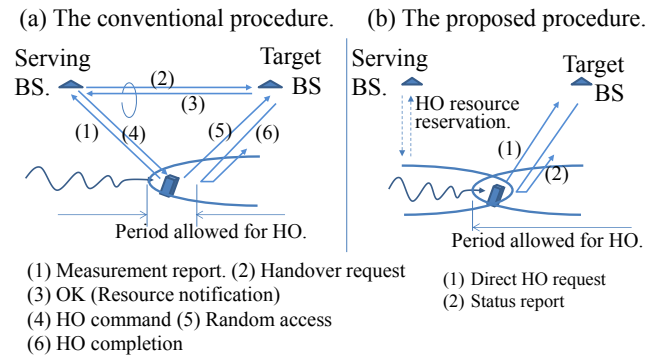 (a) The conventional procedure.
Serving
BS.
Target
BS
(2)
(3)
(1)
(4)
(5)
(6)
Period allowed for HO.
(1) Measurement report. (2) Handover request
(3) OK (Resource notification)
(4) HO command (5) Random access
(6) HO completion
(b) The proposed procedure.
Serving
BS.
Target
BS
HO resource
reservation.
(1)
(2)
Period allowed for HO.
(1) Direct HO request
(2) Status report